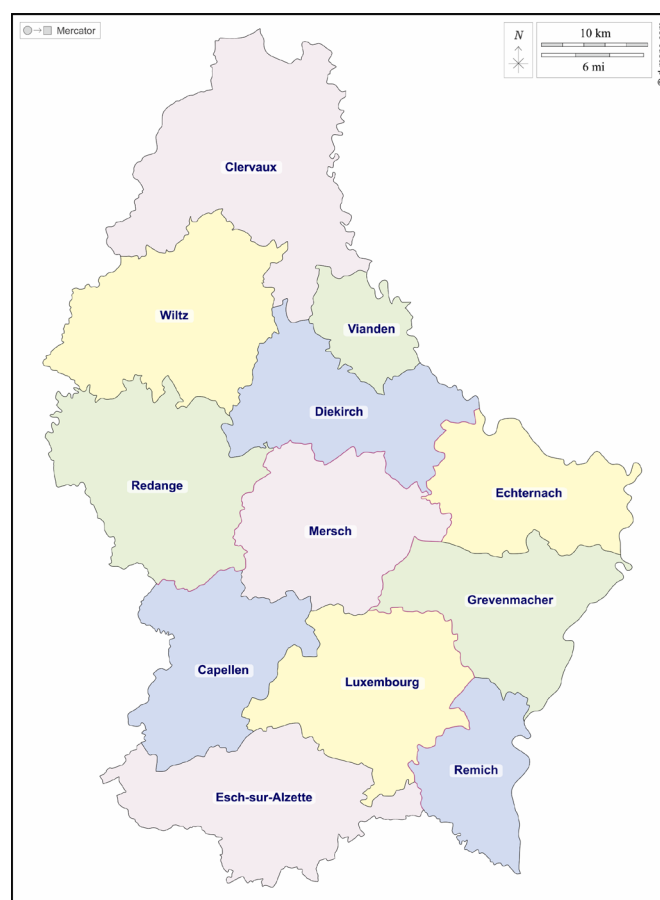 Mercator
N
10 km
6 mi
Clervaux
Wiltz
Vianden
Diekirch
Redange
Echternach
Mersch
Grevenmacher
Capellen
Luxembourg
Remich
Esch-sur-Alzette